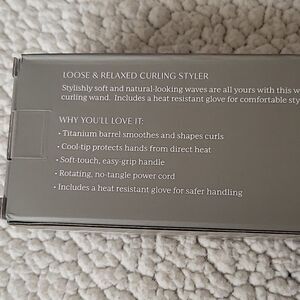 LOOSE & RELAXED CURLING STYLER
Stylishly soft and natural-looking waves are all yours with this w
curling wand. Includes a heat resistant glove for comfortable sty
WHY YOU'LL LOVE IT:
• Titanium barrel smoothes and shapes curls
• Cool-tip protects hands from direct heat
• Soft-touch, easy-grip handle
• Rotating, no-tangle power cord
• Includes a heat resistant glove for safer handling